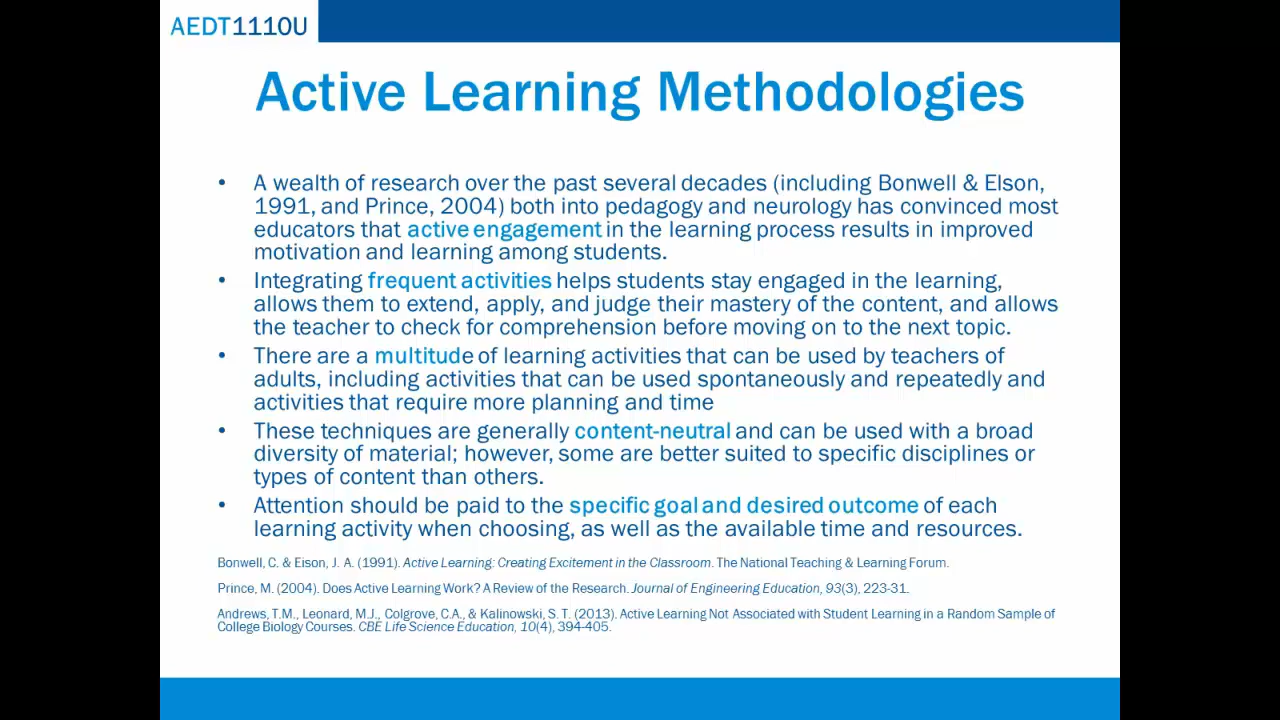 AEDT1110U
Active Learning Methodologies
• A wealth of research over the past several decades (including Bonwell & Elson,
1991, and Prince, 2004) both into pedagogy and neurology has convinced most
educators that active engagement in the learning process results in improved
motivation and learning among students.
• Integrating frequent activities helps students stay engaged in the learning,
allows them to extend, apply, and judge their mastery of the content, and allows
the teacher to check for comprehension before moving on to the next topic.
• There are a multitude of learning activities that can be used by teachers of
adults, including activities that can be used spontaneously and repeatedly and
activities that require more planning and time
• These techniques are generally content-neutral and can be used with a broad
diversity of material; however, some are better suited to specific disciplines or
types of content than others.
• Attention should be paid to the specific goal and desired outcome of each
learning activity when choosing, as well as the available time and resources.
Bonwell, C. & Eison, J. A. (1991). Active Learning: Creating Excitement in the Classroom. The National Teaching & Learning Forum.
Prince, M. (2004). Does Active Learning Work? A Review of the Research. Journal of Engineering Education, 93(3), 223-31.
Andrews, T.M., Leonard, M.J., Colgrove, C.A., & Kalinowski, S. T. (2013). Active Learning Not Associated with Student Learning in a Random Sample of
College Biology Courses. CBE Life Science Education, 10(4), 394-405.